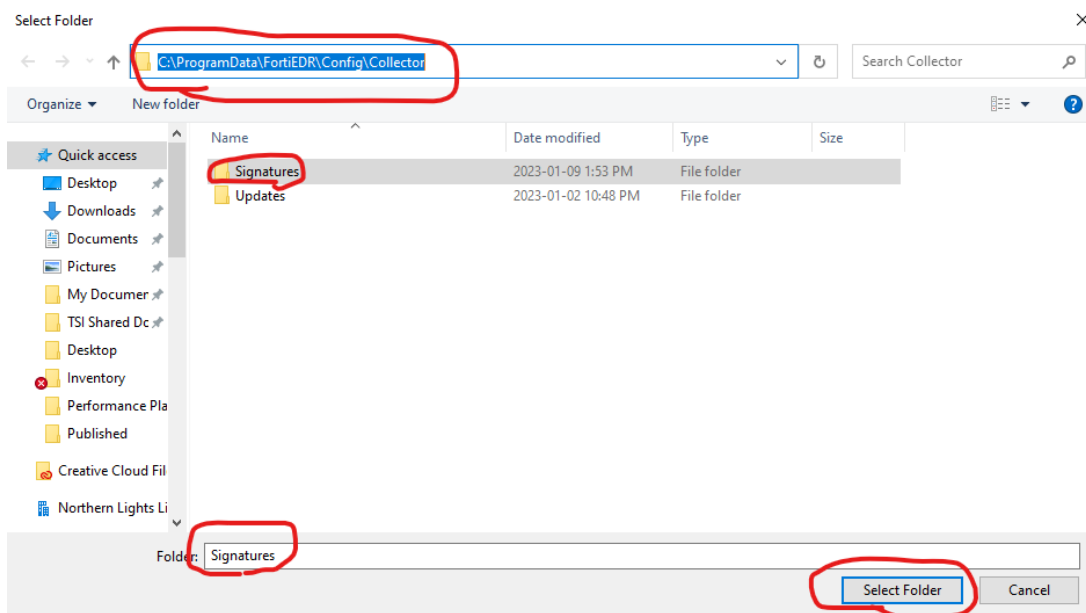 Select Folder
C:\ProgramData\FortiEDR\Config\Collector
Search Collector
Organize
New folder
Name
Date modified
Type
Size
Quick access
Desktop
Downloads
Documents
Pictures
My Documer
TSI Shared Dc
Desktop
Inventory
Performance Pla
Published
Creative Cloud Fil
Northern Lights Li
Signatures
2023-01-09 1:53 PM
File folder
Updates
2023-01-02 10:48 PM
File folder
Folder:
Signatures
Select Folder
Cancel